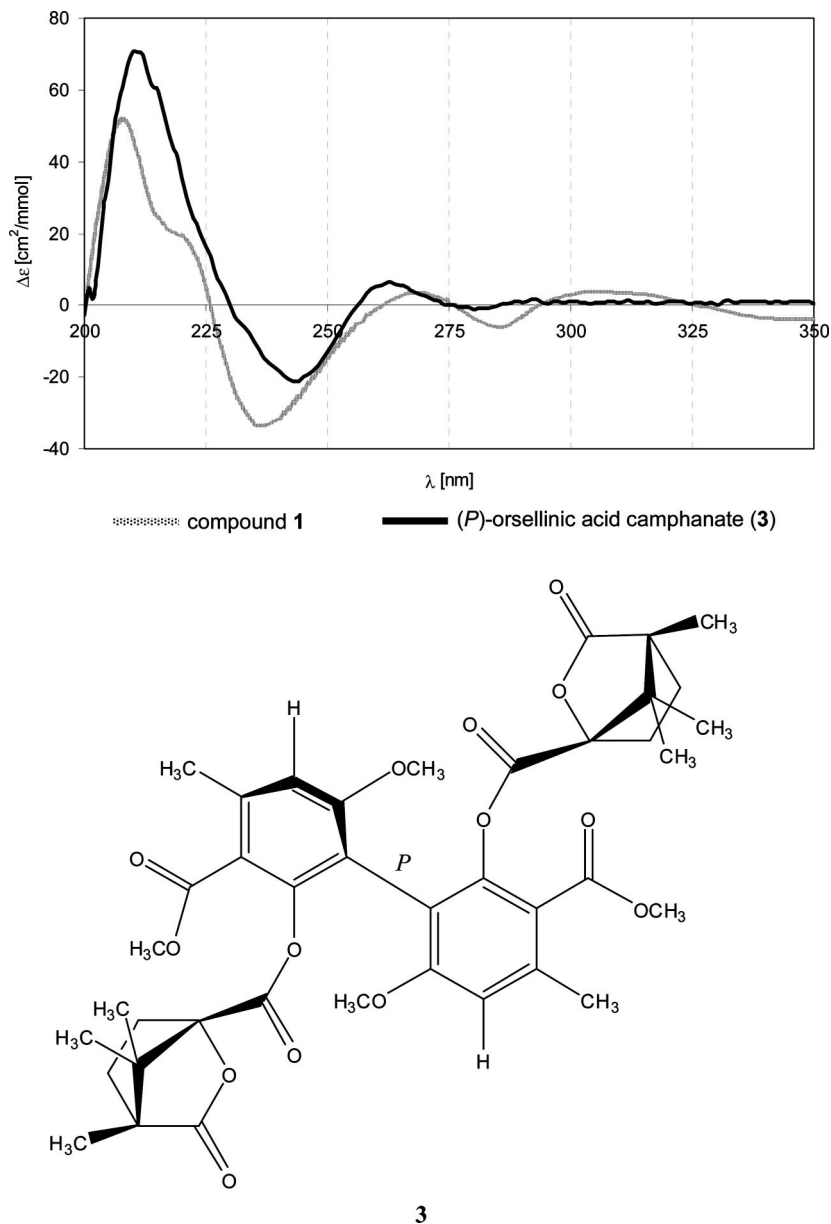 80
60
40
20
0
-20
-40
200 225 250 275 300 325 350
Δε [cm²/mmol]
λ [nm]
compound 1
(P)-orsellinic acid camphanate (3)
O
CH₃
O
H
O
CH₃
H₃C
OCH₃
CH₃
O
O
P
O
OCH₃
H₃CO
O
H₃CO
CH₃
H₃C
H₃C
O
O
H
H₃C
O
3